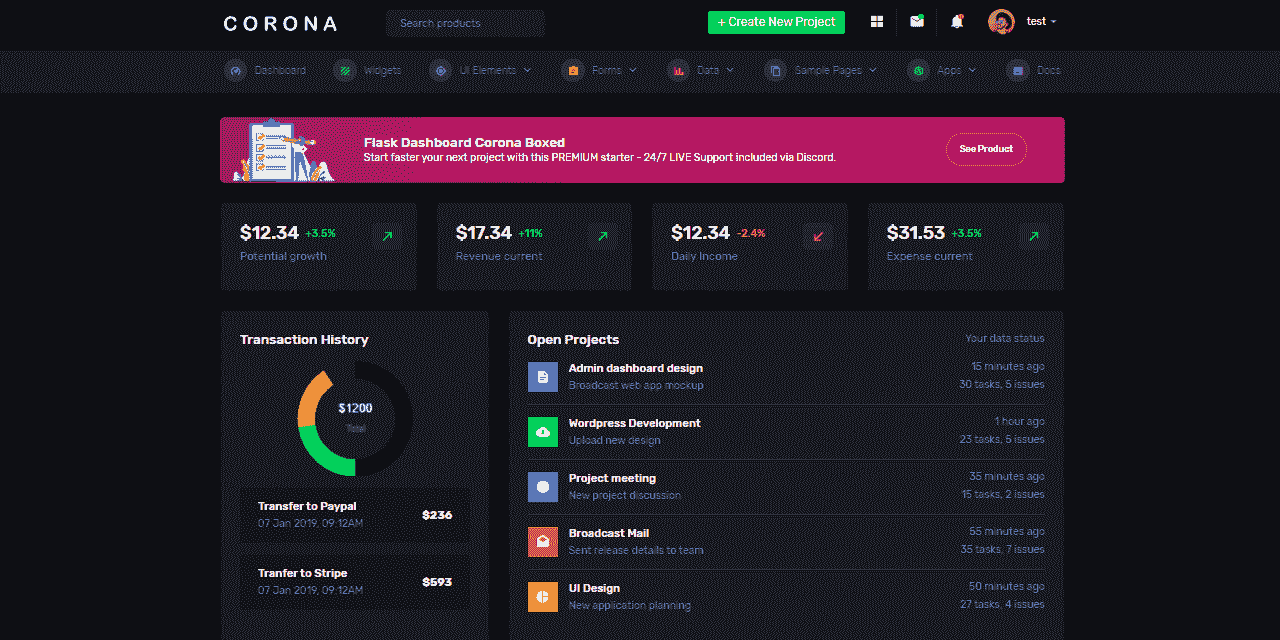 CORONA
Search products
+ Create New Project
test
Dashboard
Widgets
UI Elements
Forms
Data
Sample Pages
Apps
Docs
Flask Dashboard Corona Boxed
Start faster your next project with this PREMIUM starter - 24/7 LIVE Support included via Discord.
See Product
$12.34 +3.5%
Potential growth
$17.34 +11%
Revenue current
$12.34 -2.4%
Daily Income
$31.53 +3.5%
Expense current
Transaction History
$1200
Total
Transfer to Paypal
07 Jan 2019, 09:12AM
$236
Tranfer to Stripe
07 Jan 2019, 09:12AM
$593
Open Projects
Your data status
Admin dashboard design
Broadcast web app mockup
15 minutes ago
30 tasks, 5 issues
Wordpress Development
Upload new design
1 hour ago
23 tasks, 5 issues
Project meeting
New project discussion
35 minutes ago
15 tasks, 2 issues
Broadcast Mail
Sent release details to team
55 minutes ago
35 tasks, 7 issues
UI Design
New application planning
50 minutes ago
27 tasks, 4 issues